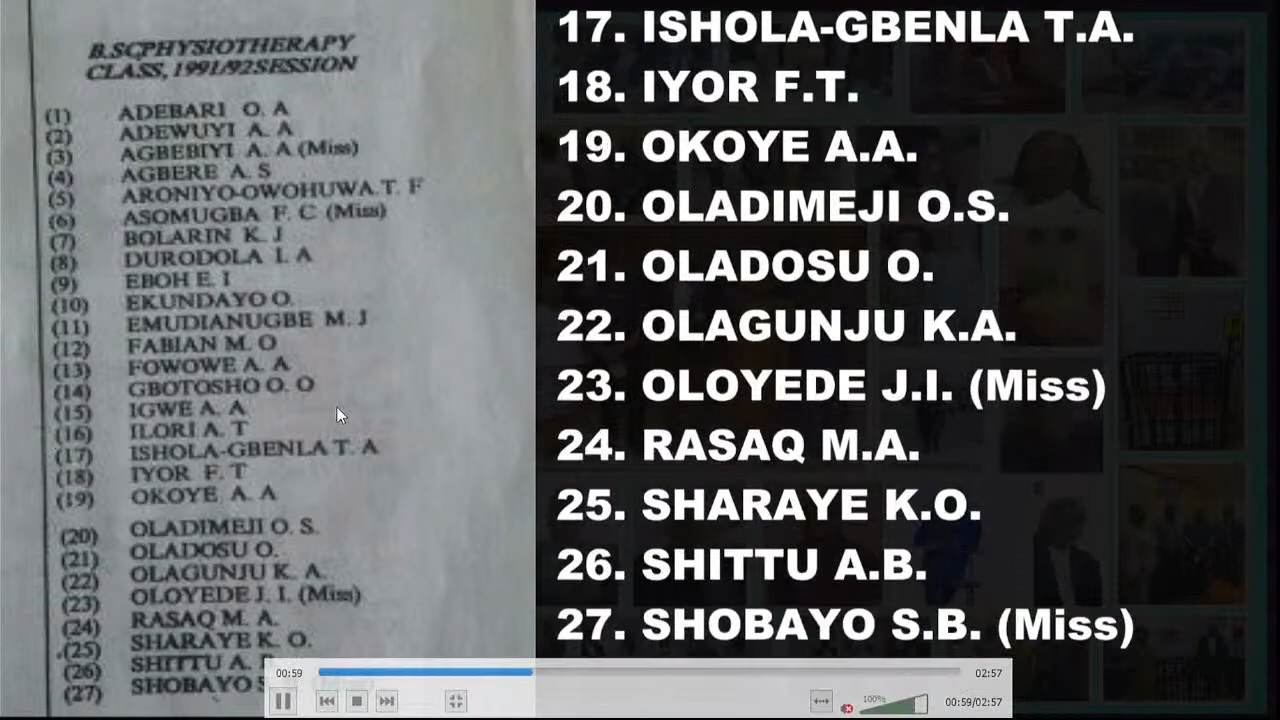 B.SCPHYSIOTHERAPY
CLASS, 1991/92SESSION
(1) ADEBARI O. A
(2) ADEWUYI A. A
(3) AGBEBIYI A. A (Miss)
(4) AGBERE A. S
(5) ARONIYO-OWOHUWA.T. F
(6) ASOMUGBA F. C (Miss)
(7) BOLARIN K. J
(8) DURODOLA I. A
(9) EBOH E. I
(10) EKUNDAYO O.
(11) EMUDIANUGBE M. J
(12) FABIAN M. O
(13) FOWOWE A. A
(14) GBOTOSHO O. O
(15) IGWE A. A
(16) ILORI A. T
(17) ISHOLA-GBENLA T. A
(18) IYOR F. T
(19) OKOYE A. A
(20) OLADIMEJI O. S.
(21) OLADOSU O.
(22) OLAGUNJU K. A.
(23) OLOYEDE J. I. (Miss)
(24) RASAQ M. A.
(25) SHARAYE K. O.
(26) SHITTU A.
(27) SHOBAYO S
17. ISHOLA-GBENLA T.A.
18. IYOR F.T.
19. OKOYE A.A.
20. OLADIMEJI O.S.
21. OLADOSU O.
22. OLAGUNJU K.A.
23. OLOYEDE J.I. (Miss)
24. RASAQ M.A.
25. SHARAYE K.O.
26. SHITTU A.B.
27. SHOBAYO S.B. (Miss)
00:59
02:57
100%
00:59/02:57